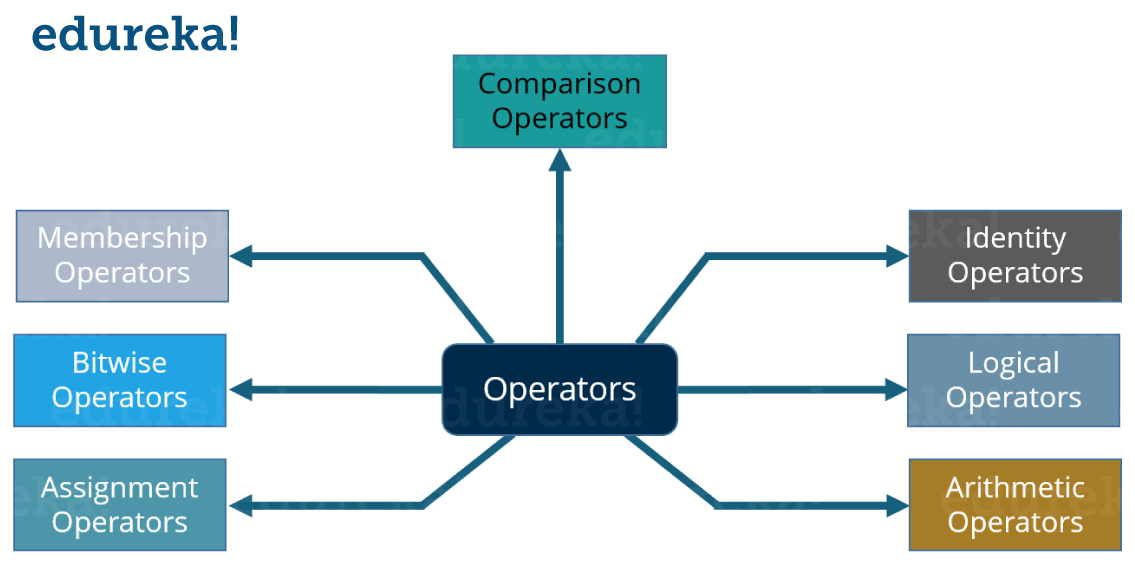 edureka!
Comparison
Operators
Membership
Operators
Identity
Operators
Bitwise
Operators
Operators
Logical
Operators
Assignment
Operators
Arithmetic
Operators